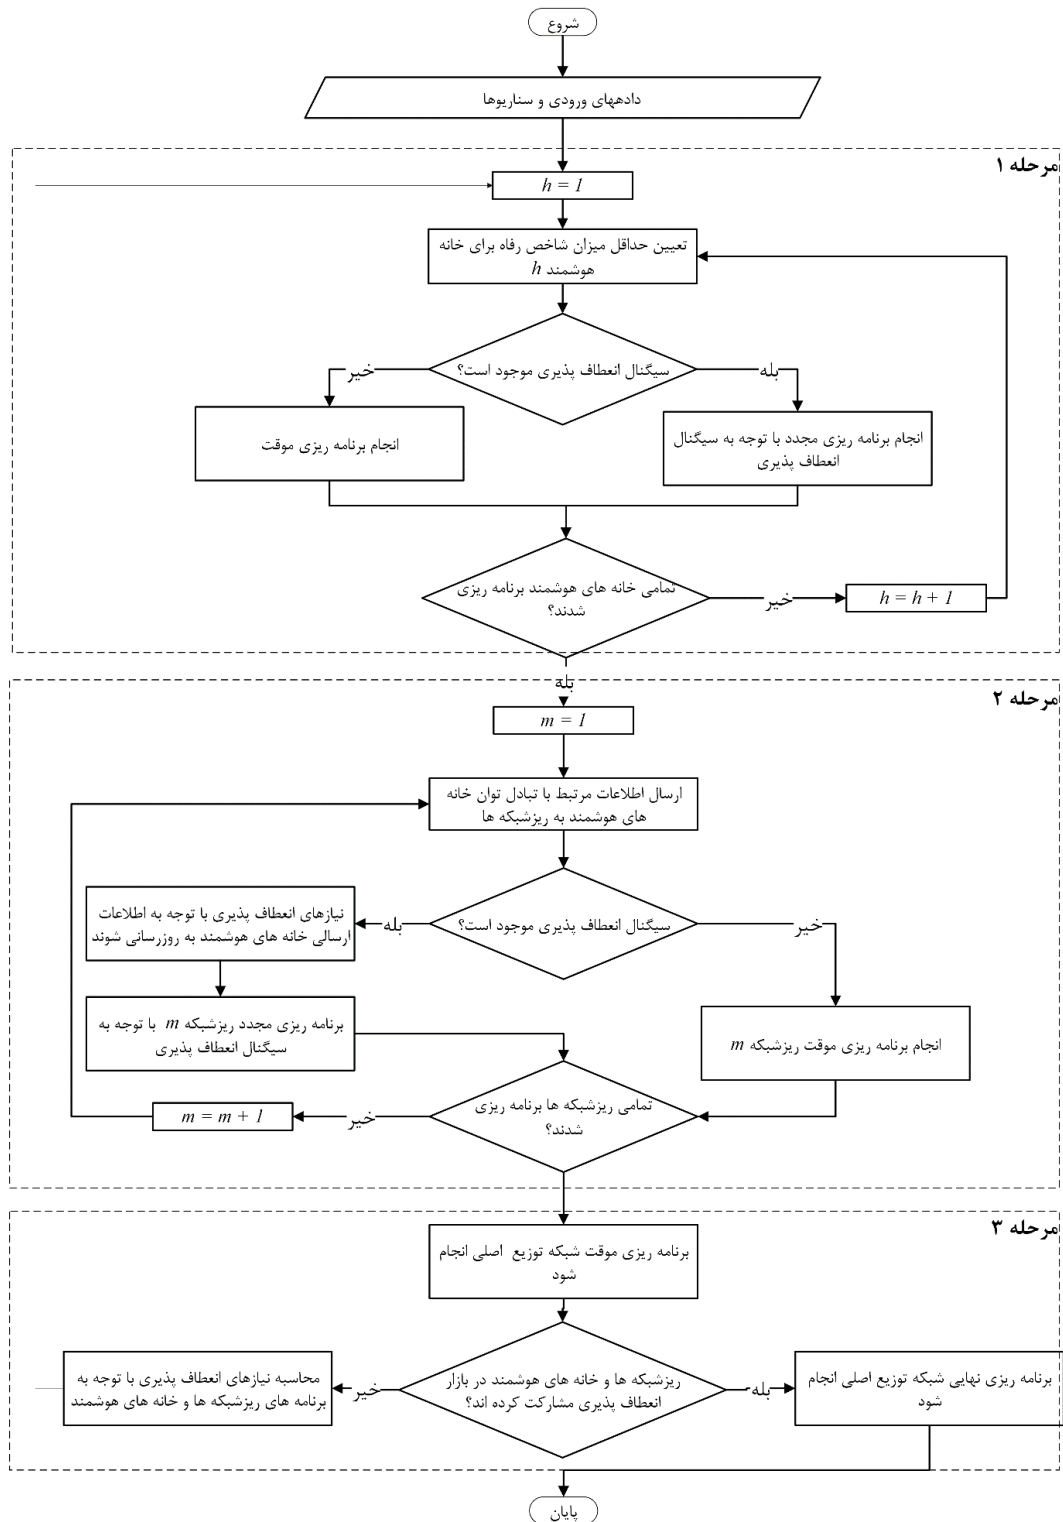 شروع
دادههای ورودی و سناریوها
مرحله ۱
h = 1
تعیین حداقل میزان شاخص رفاه برای خانه
هوشمند h
سیگنال انعطاف پذیری موجود است؟
بله
خیر
انجام برنامه ریزی مجدد با توجه به سیگنال
انعطاف پذیری
انجام برنامه ریزی موقت
تمامی خانه های هوشمند برنامه ریزی
شدند؟
خیر
h = h + 1
بله
مرحله ۲
m = 1
ارسال اطلاعات مرتبط با تبادل توان خانه
های هوشمند به ریزشبکه ها
سیگنال انعطاف پذیری موجود است؟
خیر
بله
نیازهای انعطاف پذیری با توجه به اطلاعات
ارسالی خانه های هوشمند به روزرسانی شوند
برنامه ریزی مجدد ریزشبکه m با توجه به
سیگنال انعطاف پذیری
انجام برنامه ریزی موقت ریزشبکه m
تمامی ریزشبکه ها برنامه ریزی
شدند؟
خیر
m = m + 1
مرحله ۳
برنامه ریزی موقت شبکه توزیع اصلی انجام
شود
ریزشبکه ها و خانه های هوشمند در بازار
انعطاف پذیری مشارکت کرده اند؟
بله
خیر
برنامه ریزی نهایی شبکه توزیع اصلی انجام
شود
محاسبه نیازهای انعطاف پذیری با توجه به
برنامه های ریزشبکه ها و خانه های هوشمند
پایان